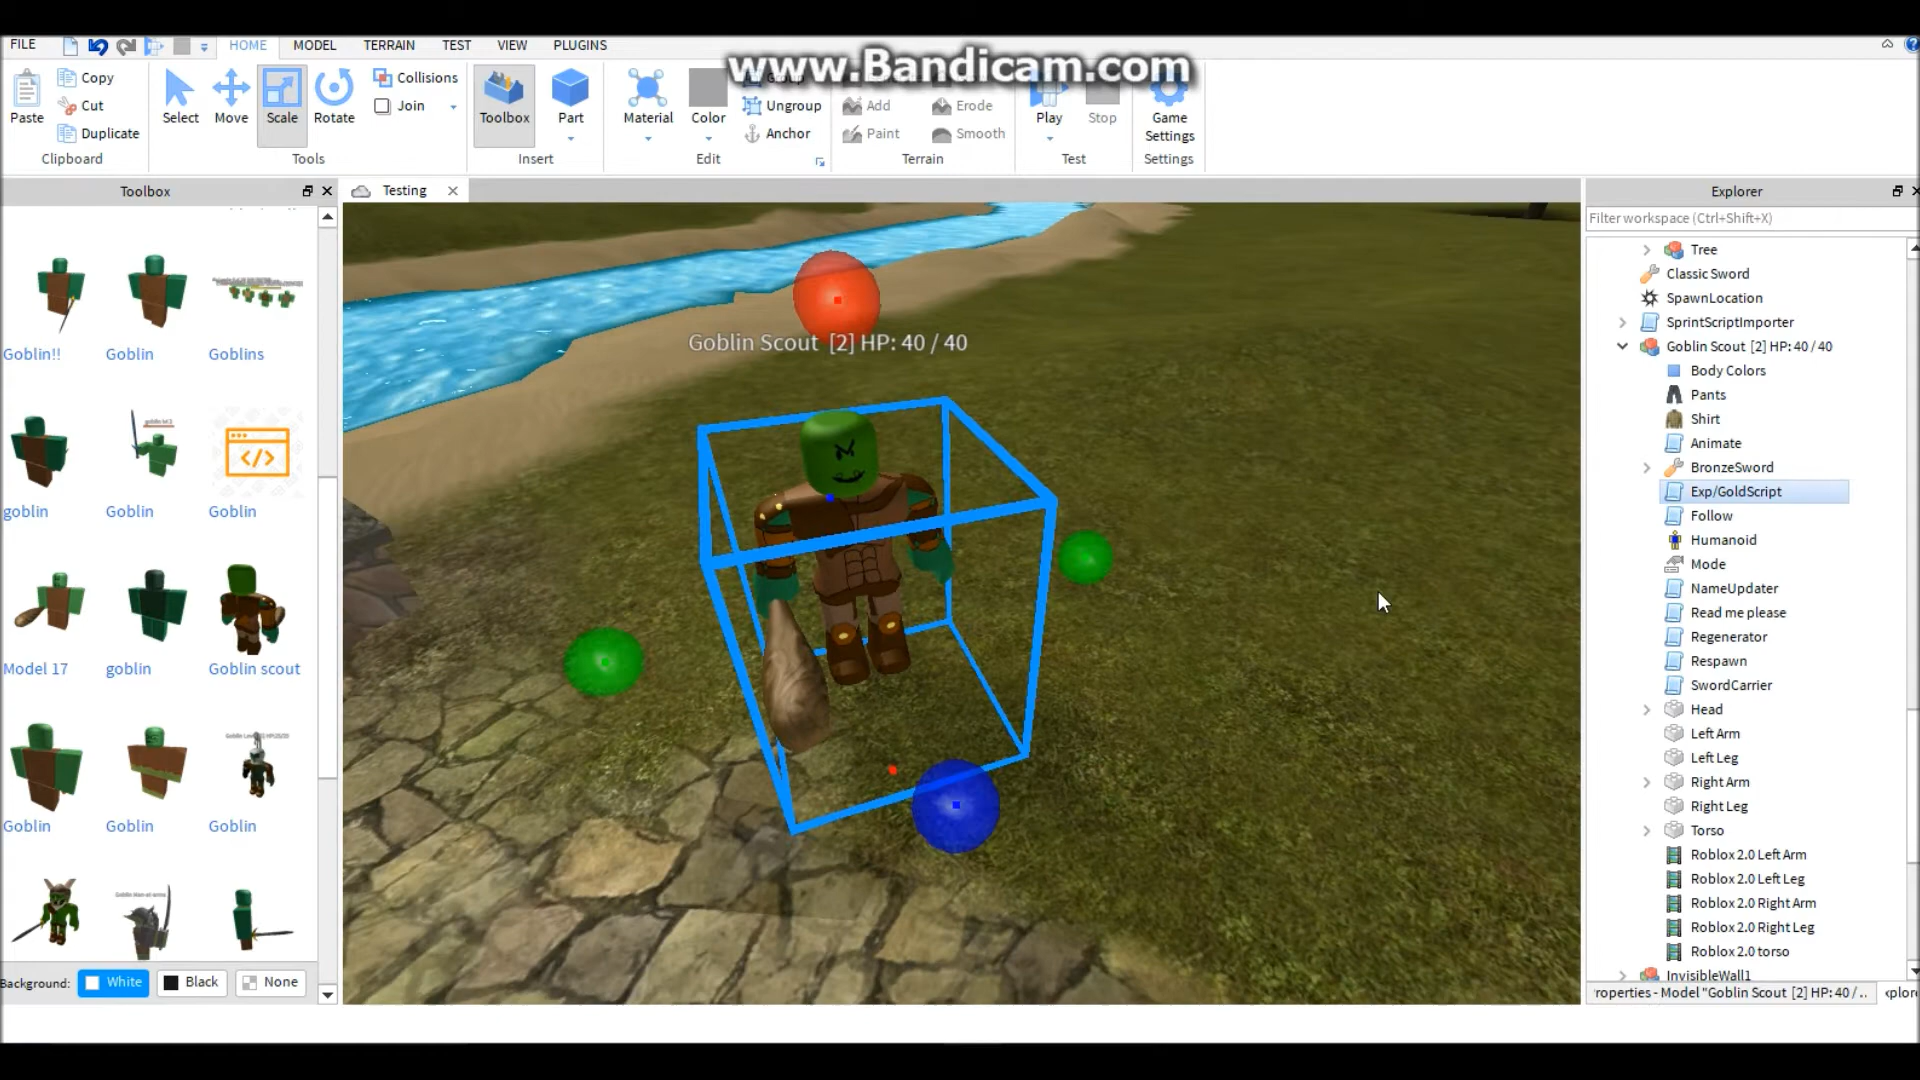 www.Bandicam.com
FILE HOME MODEL TERRAIN TEST VIEW PLUGINS
Paste
Copy
Cut
Duplicate
Clipboard
Select Move Scale Rotate
Collisions
Join
Tools
Toolbox Part
Insert
Material Color
Group
Ungroup
Anchor
Edit
Add Erode
Paint Smooth
Terrain
Play Stop
Test
Game
Settings
Settings
Toolbox
Goblin!! Goblin Goblins
goblin Goblin Goblin
Model 17 goblin Goblin scout
Goblin Goblin Goblin
Background: White Black None
Testing
Goblin Scout [2] HP: 40 / 40
Explorer
Filter workspace (Ctrl+Shift+X)
Tree
Classic Sword
SpawnLocation
SprintScriptImporter
Goblin Scout [2] HP: 40 / 40
Body Colors
Pants
Shirt
Animate
BronzeSword
Exp/GoldScript
Follow
Humanoid
Mode
NameUpdater
Read me please
Regenerator
Respawn
SwordCarrier
Head
Left Arm
Left Leg
Right Arm
Right Leg
Torso
Roblox 2.0 Left Arm
Roblox 2.0 Left Leg
Roblox 2.0 Right Arm
Roblox 2.0 Right Leg
Roblox 2.0 torso
InvisibleWall1
roperties - Model "Goblin Scout [2] HP: 40 / ..
xplor